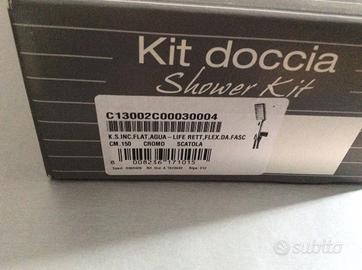 Kit doccia
Shower Kit
C13002C00030004
K.S.INC.FLAT,AGUA-LIFE RETT,FLEX.DA.FASC
CM.150 CROMO SCATOLA
8 008236 171015
subito